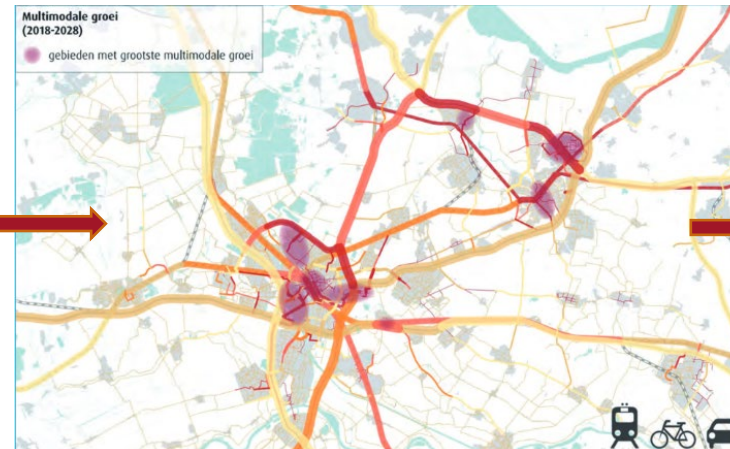 Multimodale groei
(2018-2028)
gebieden met grootste multimodale groei